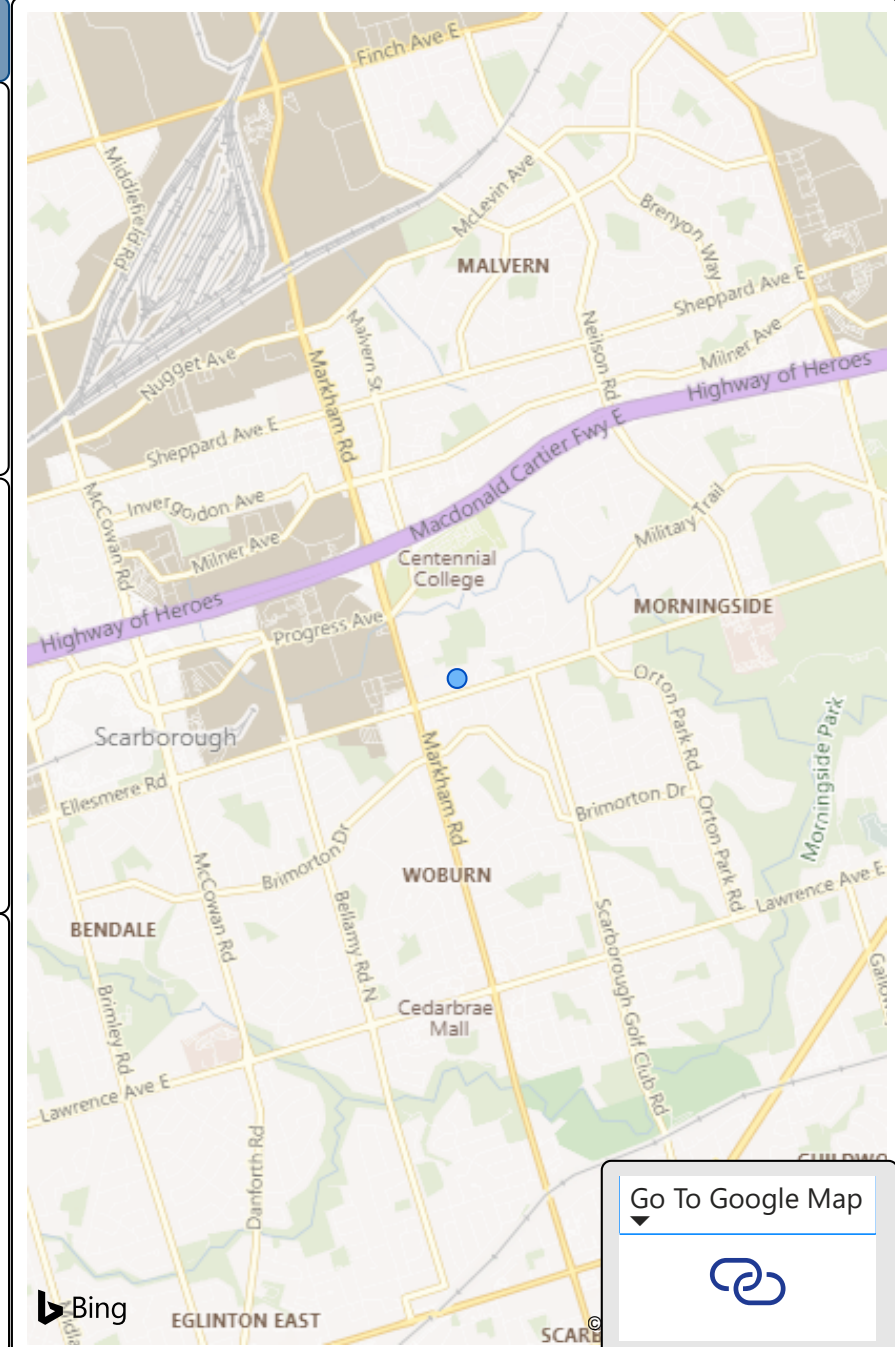 Finch Ave E
Middlefield Rd
McLevin Ave
Brenyon Way
MALVERN
Sheppard Ave E
Malvern St
Neilson Rd
Milner Ave
Nugget Ave
Markham Rd
Highway of Heroes
Sheppard Ave E
Macdonald Cartier Fwy E
McCowan Rd
Invergordon Ave
Military Trail
Milner Ave
Centennial
College
Highway of Heroes
Progress Ave
MORNINGSIDE
Orton Park Rd
Scarborough
Markham Rd
Morningside Park
Ellesmere Rd
Brimorton Dr
Orton Park Rd
Brimorton Dr
McCowan Rd
WOBURN
Lawrence Ave E
BENDALE
Bellamy Rd N
Scarborough Golf Club Rd
Brimley Rd
Cedarbrae
Mall
Lawrence Ave E
Danforth Rd
Go To Google Map
Bing
EGLINTON EAST
©